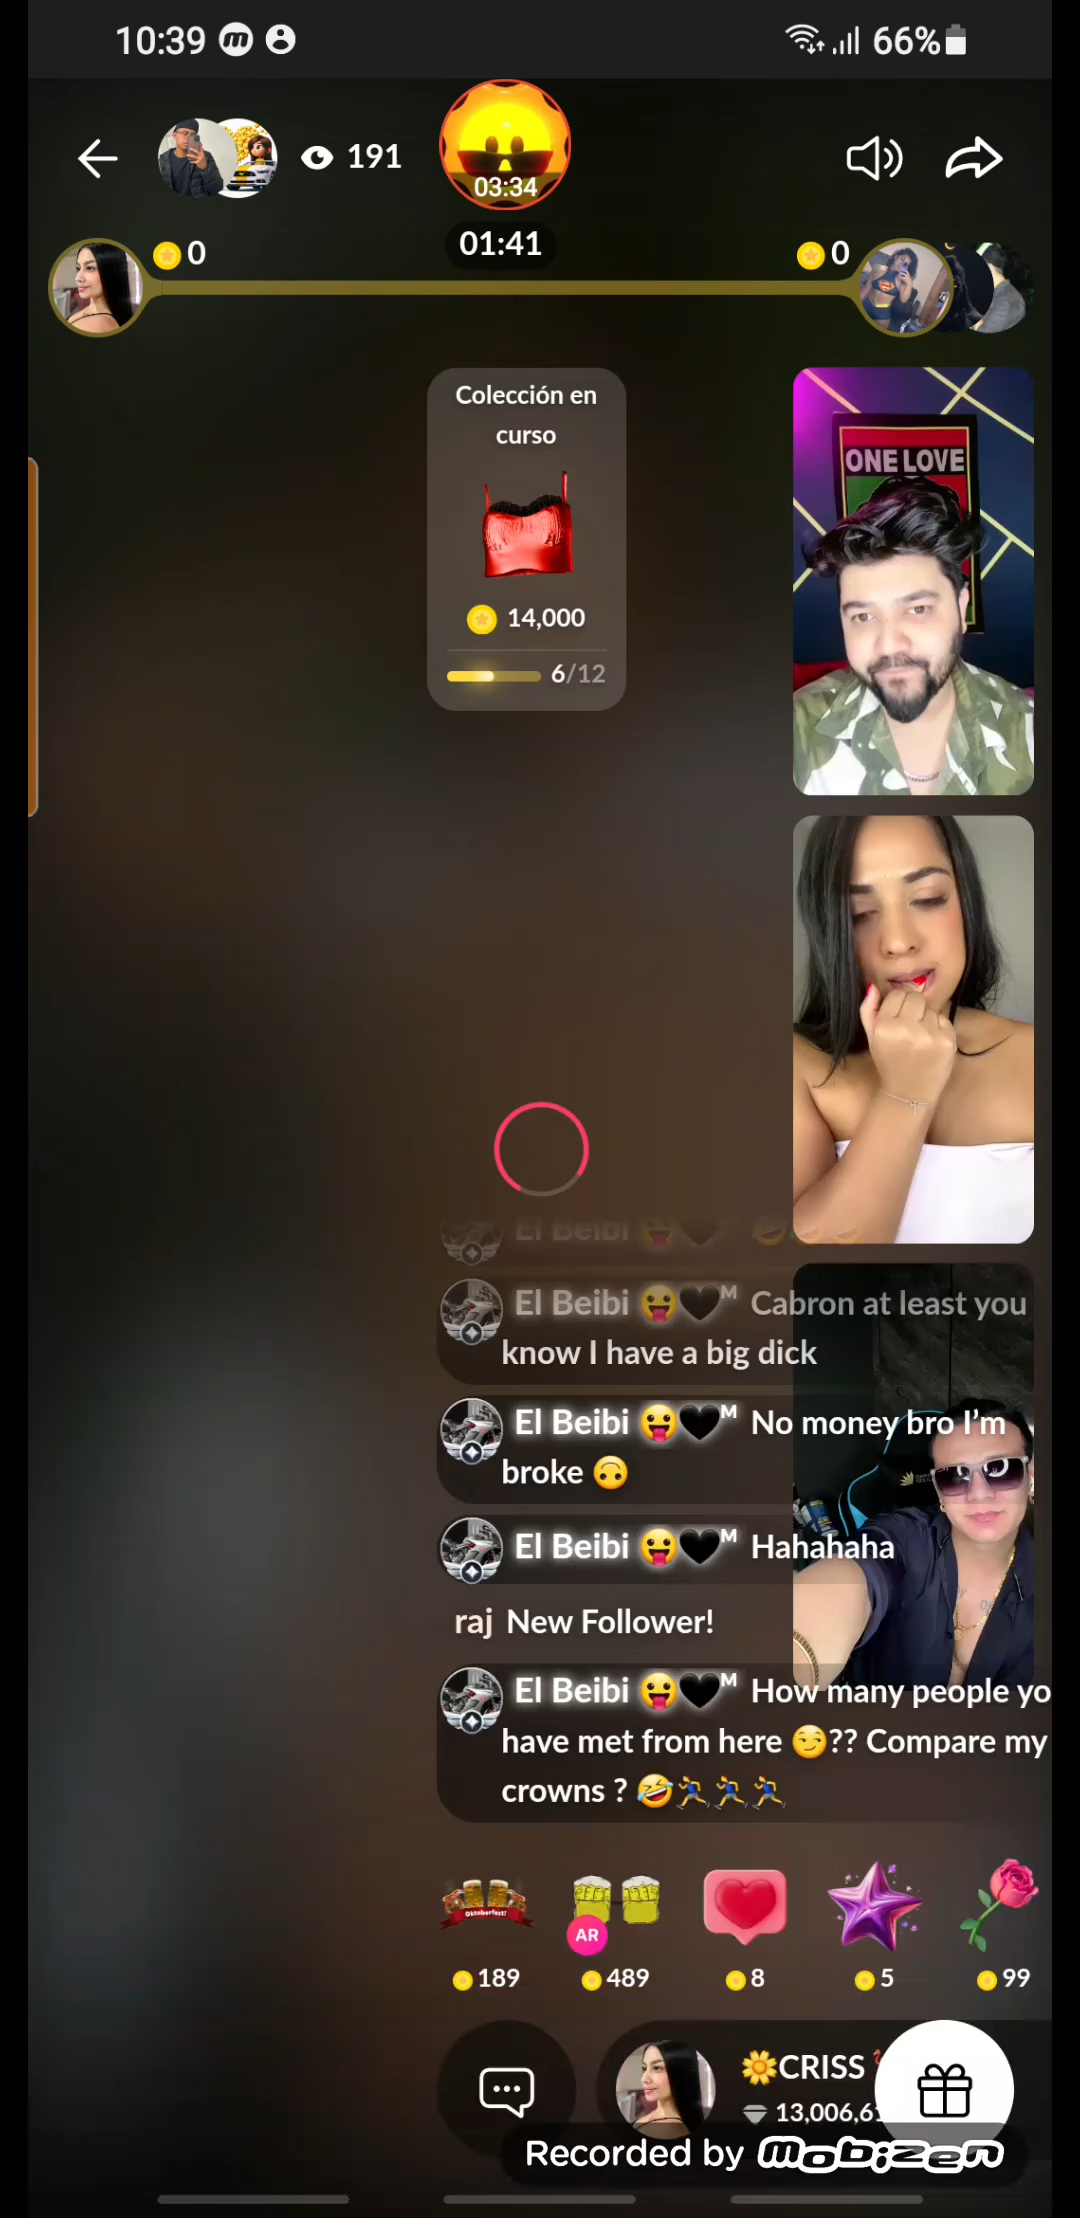 10:39
66%
191
03:34
01:41
0
0
Colección en
curso
14,000
6/12
ONE LOVE
El Beibi 😛🖤ᴹ 🤣🤣🤣
El Beibi 😛🖤ᴹ Cabron at least you
know I have a big dick
El Beibi 😛🖤ᴹ No money bro I'm
broke 🙃
El Beibi 😛🖤ᴹ Hahahaha
raj New Follower!
El Beibi 😛🖤ᴹ How many people yo
have met from here 😏?? Compare my
crowns ? 🤣🏃‍♂️🏃‍♂️🏃‍♂️
Oktoberfest!
AR
189
489
8
5
99
🌼CRISS
13,006,6
Recorded by Mobizen